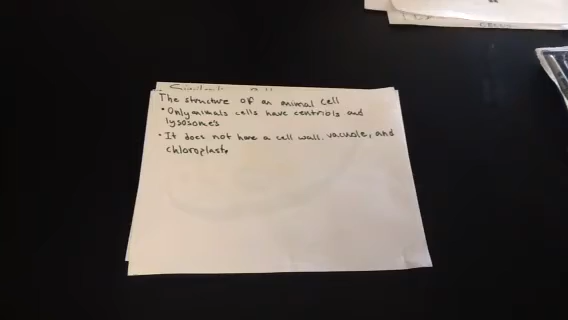 The structure of an animal cell
• Only animals cells have centriols and
lysosomes
• It does not have a cell wall, vacuole, and
chloroplasts